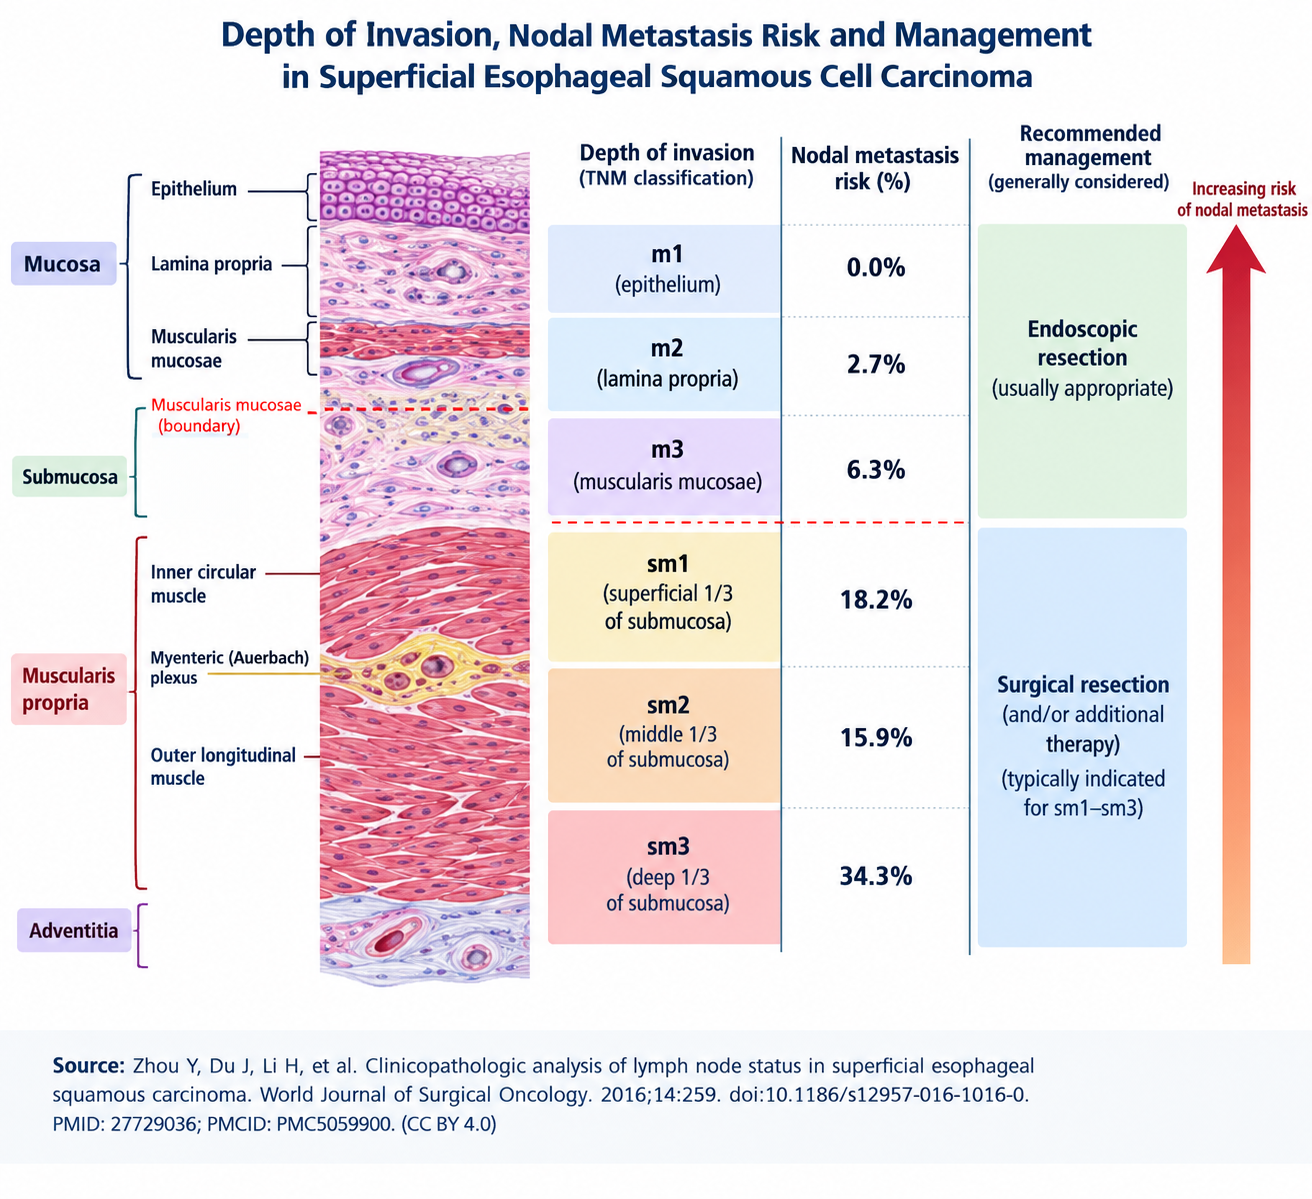 Depth of Invasion, Nodal Metastasis Risk and Management
in Superficial Esophageal Squamous Cell Carcinoma
Mucosa
Epithelium
Lamina propria
Muscularis
mucosae
Muscularis mucosae
(boundary)
Submucosa
Inner circular
muscle
Myenteric (Auerbach)
plexus
Muscularis
propria
Outer longitudinal
muscle
Adventitia
Depth of invasion
(TNM classification)
Nodal metastasis
risk (%)
Recommended
management
(generally considered)
Increasing risk
of nodal metastasis
m1
(epithelium)
0.0%
m2
(lamina propria)
2.7%
m3
(muscularis mucosae)
6.3%
Endoscopic
resection
(usually appropriate)
sm1
(superficial 1/3
of submucosa)
18.2%
sm2
(middle 1/3
of submucosa)
15.9%
sm3
(deep 1/3
of submucosa)
34.3%
Surgical resection
(and/or additional
therapy)
(typically indicated
for sm1–sm3)
Source: Zhou Y, Du J, Li H, et al. Clinicopathologic analysis of lymph node status in superficial esophageal
squamous carcinoma. World Journal of Surgical Oncology. 2016;14:259. doi:10.1186/s12957-016-1016-0.
PMID: 27729036; PMCID: PMC5059900. (CC BY 4.0)